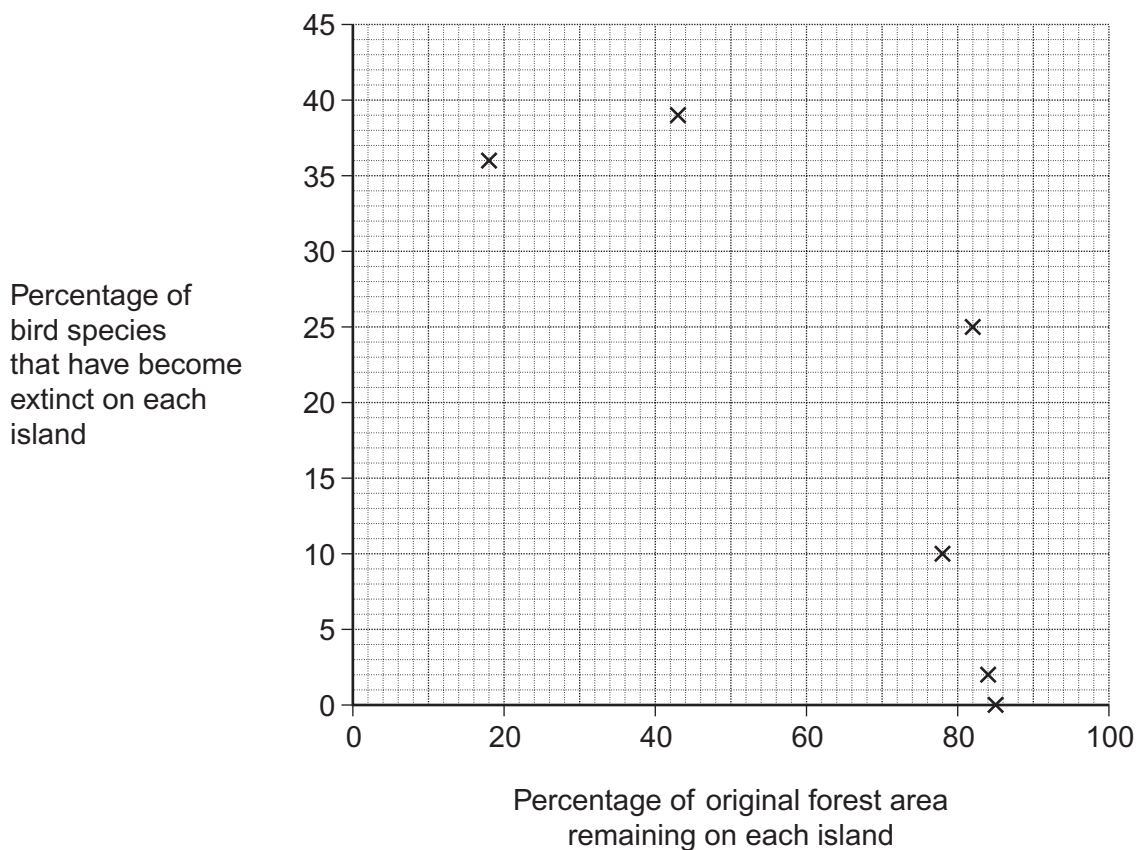 45
40
35
30
25
20
15
10
5
0
Percentage of
bird species
that have become
extinct on each
island
0 20 40 60 80 100
Percentage of original forest area
remaining on each island